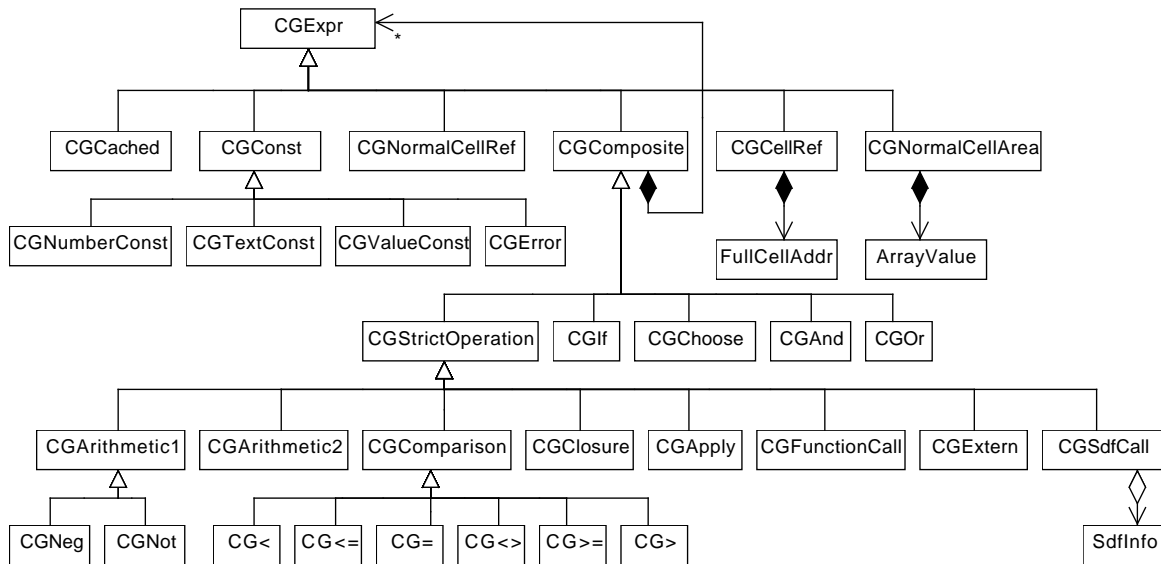 CGExpr
*
CGCached CGConst CGNormalCellRef CGComposite CGCellRef CGNormalCellArea
CGNumberConst CGTextConst CGValueConst CGError FullCellAddr ArrayValue
CGStrictOperation CGIf CGChoose CGAnd CGOr
CGArithmetic1 CGArithmetic2 CGComparison CGClosure CGApply CGFunctionCall CGExtern CGSdfCall
CGNeg CGNot CG< CG<= CG= CG<> CG>= CG> SdfInfo